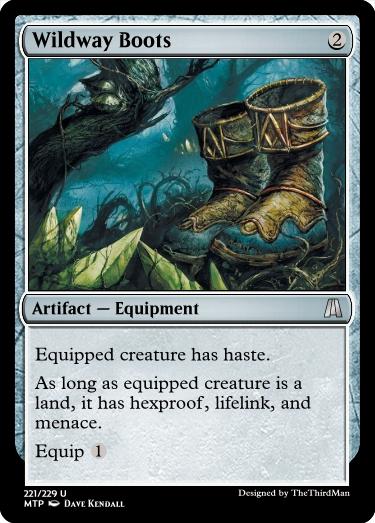 Wildway Boots 2
Artifact — Equipment
Equipped creature has haste.
As long as equipped creature is a
land, it has hexproof, lifelink, and
menace.
Equip 1
221/229 U Designed by TheThirdMan
MTP Dave Kendall